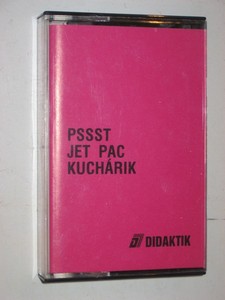 PSSST
JET PAC
KUCHÁRIK
DIDAKTIK